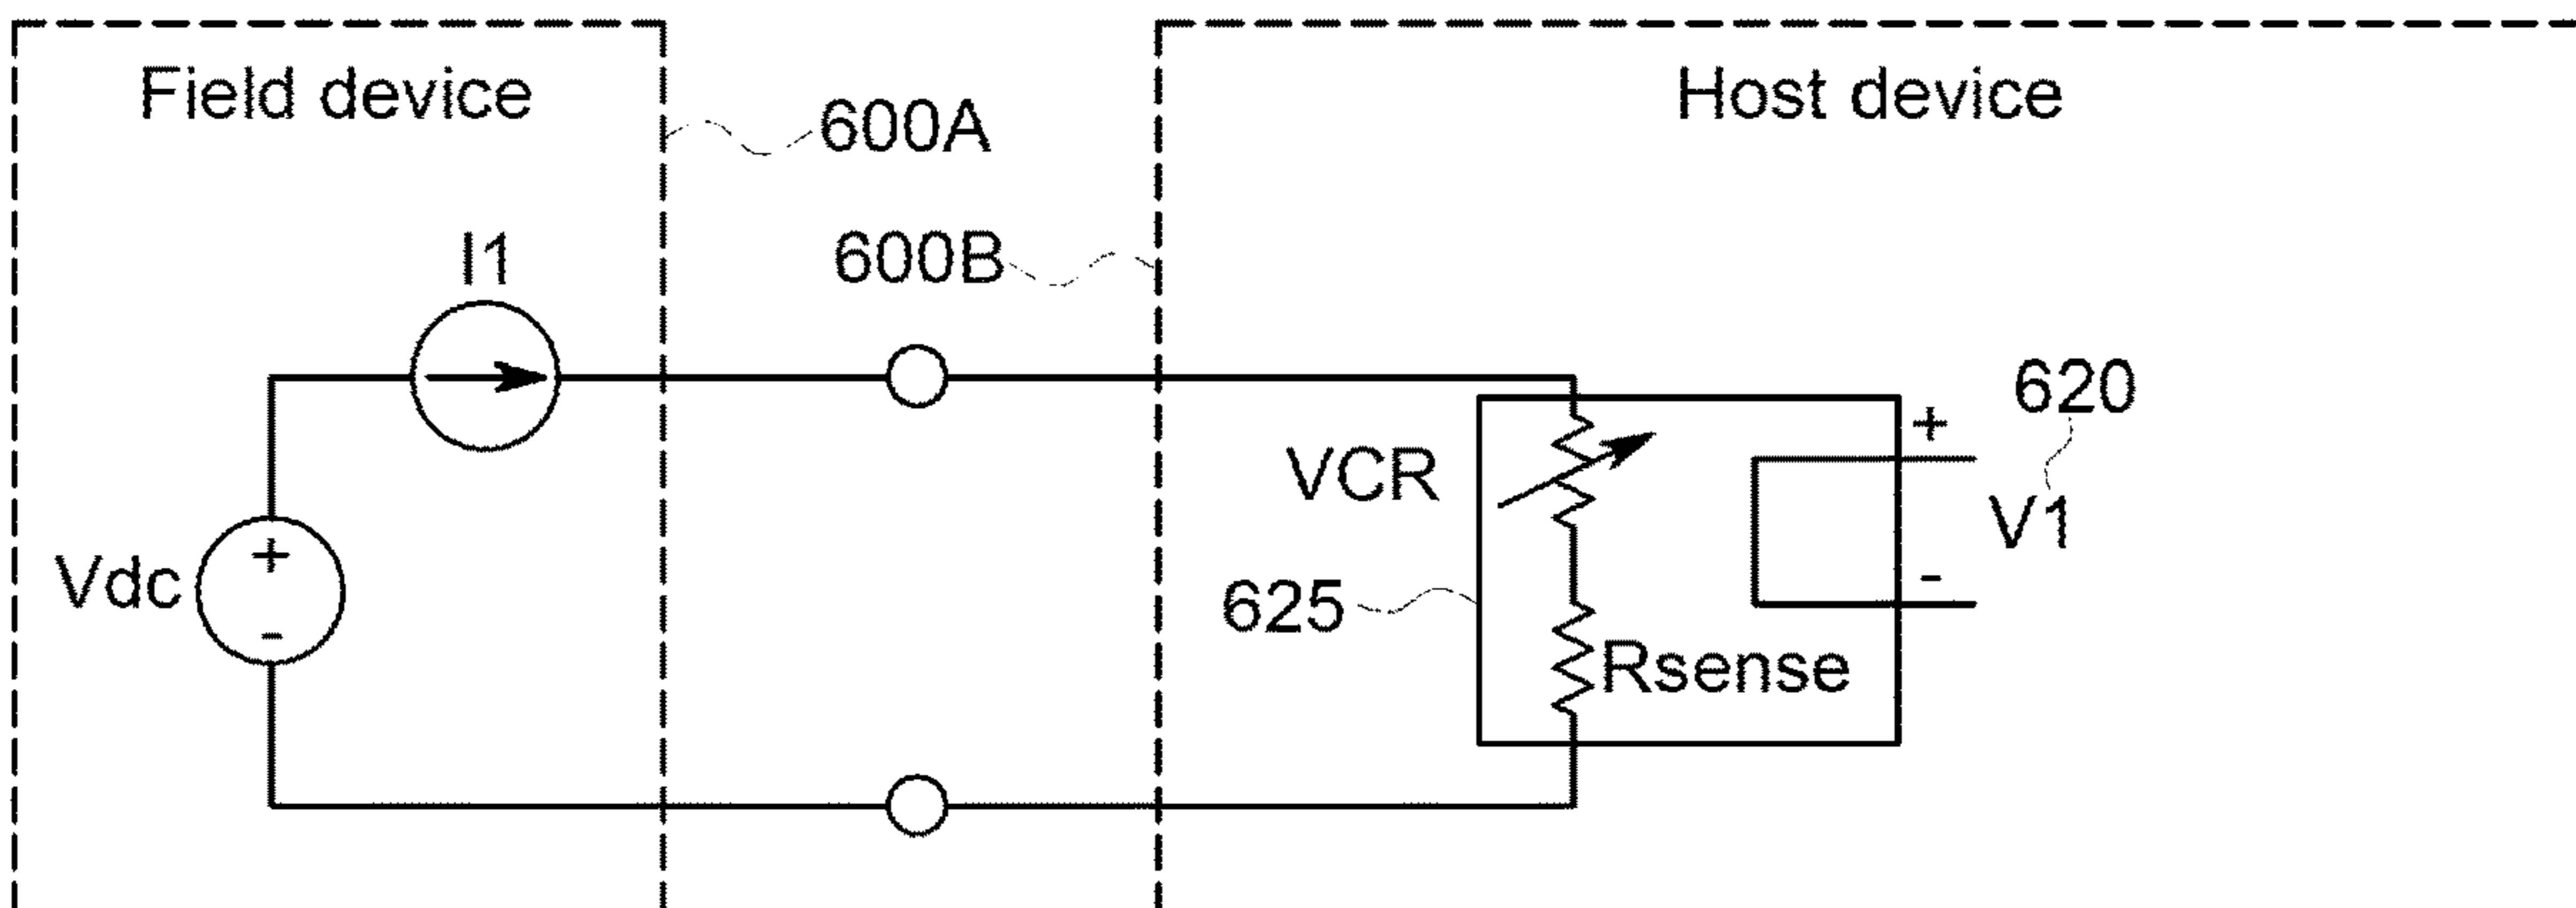 Field device
Host device
600A
600B
I1
620
+
VCR
V1
Vdc
+
-
625
-
Rsense